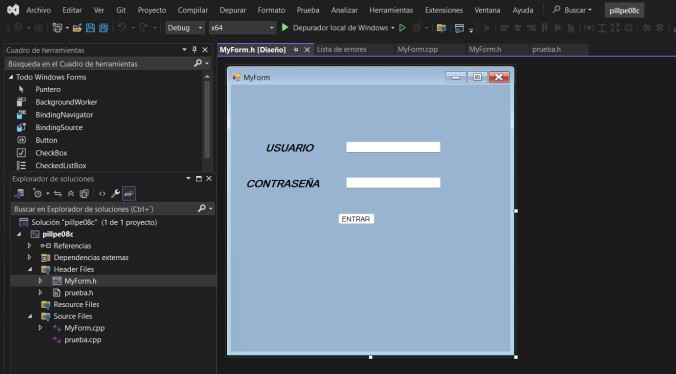 Archivo Editar Ver Git Proyecto Compilar Depurar Formato Prueba Analizar Herramientas Extensiones Ventana Ayuda Buscar pillpe08c
Debug x64 Depurador local de Windows
Cuadro de herramientas
MyForm.h [Diseño] Lista de errores MyForm.cpp MyForm.h prueba.h
Búsqueda en el Cuadro de herramientas
Todo Windows Forms
Puntero
BackgroundWorker
BindingNavigator
BindingSource
Button
CheckBox
CheckedListBox
Explorador de soluciones
Buscar en Explorador de soluciones (Ctrl+´)
Solución "pillpe08c" (1 de 1 proyecto)
pillpe08c
Referencias
Dependencias externas
Header Files
MyForm.h
prueba.h
Resource Files
Source Files
MyForm.cpp
prueba.cpp
MyForm
USUARIO
CONTRASEÑA
ENTRAR